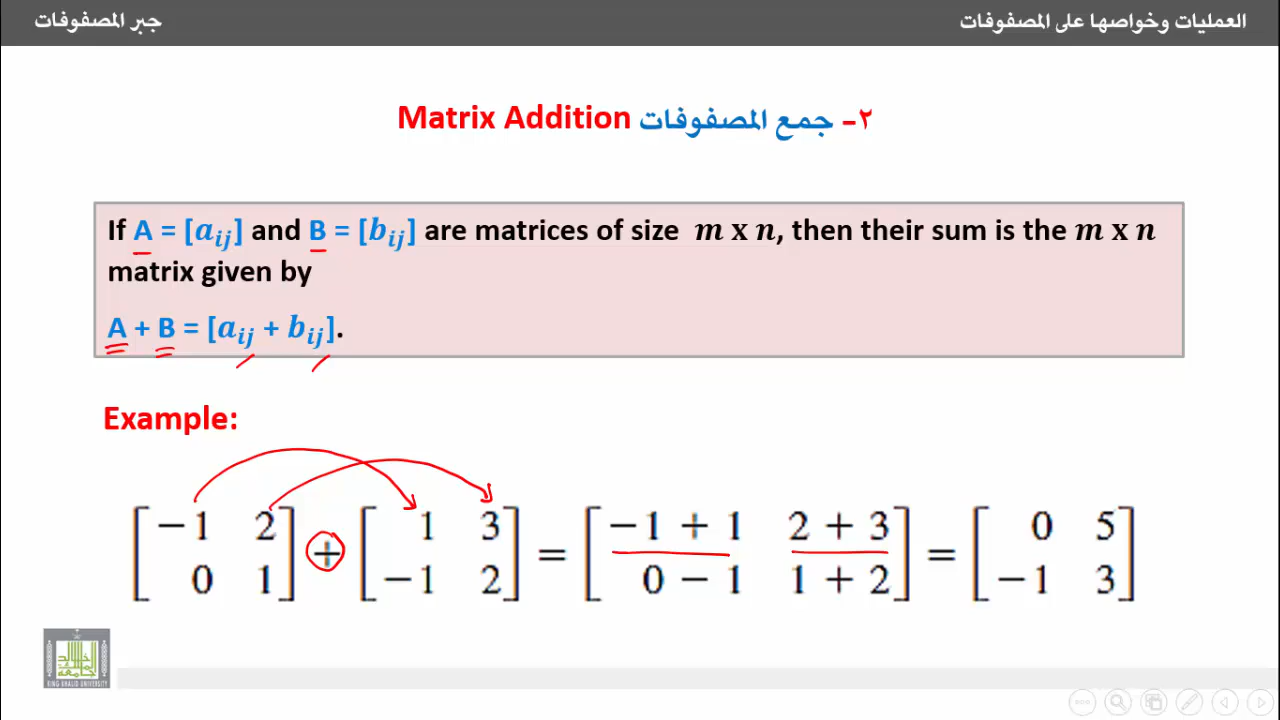 العمليات وخواصها على المصفوفات
جبر المصفوفات
٢- جمع المصفوفات Matrix Addition
If A = [a_ij] and B = [b_ij] are matrices of size m x n, then their sum is the m x n
matrix given by
A + B = [a_ij + b_ij].
Example:
[−1 2] + [1 3] = [−1 + 1 2 + 3] = [0 5]
[0 1] [−1 2] [0 − 1 1 + 2] [−1 3]
KING KHALID UNIVERSITY